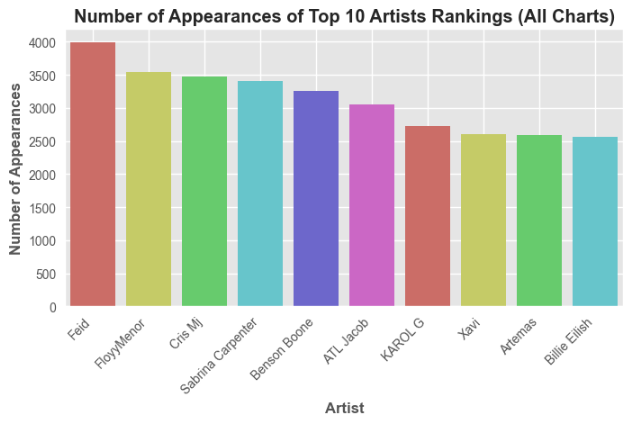 Number of Appearances of Top 10 Artists Rankings (All Charts)
Number of Appearances
4000
3500
3000
2500
2000
1500
1000
500
0
Feid
FloyyMenor
Cris Mj
Sabrina Carpenter
Benson Boone
ATL Jacob
KAROL G
Xavi
Artemas
Billie Eilish
Artist